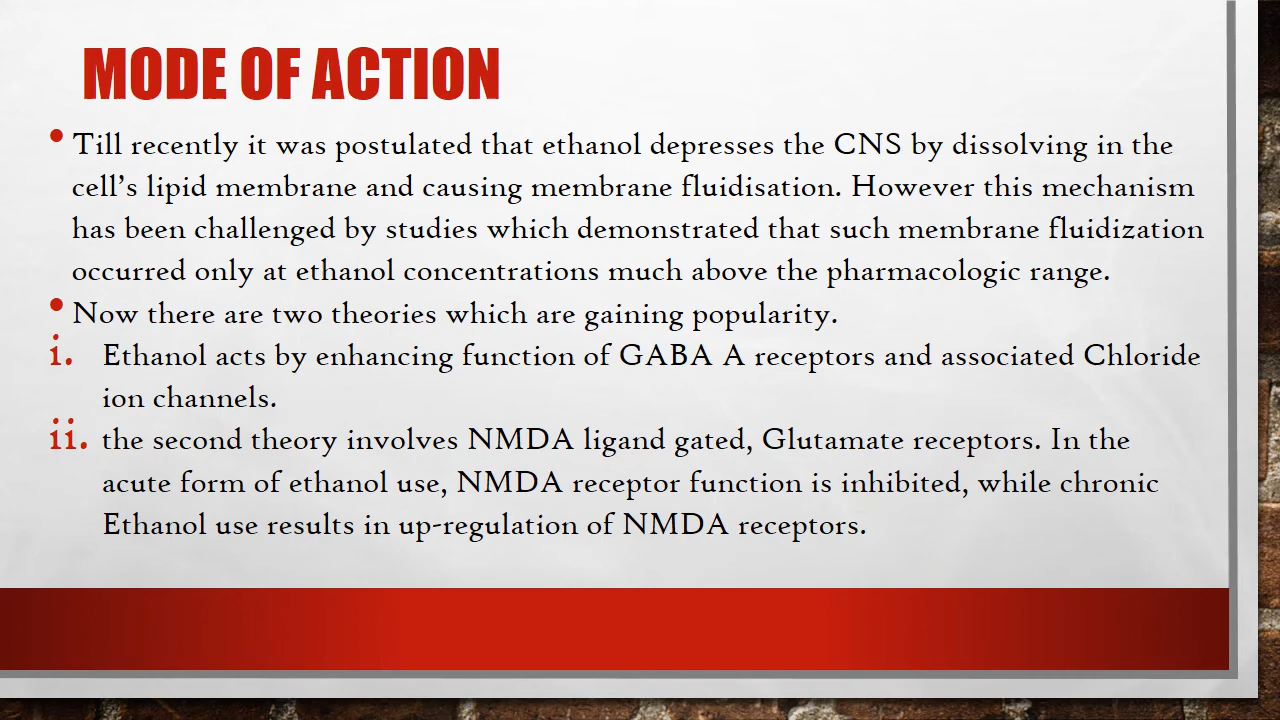 MODE OF ACTION
• Till recently it was postulated that ethanol depresses the CNS by dissolving in the
cell’s lipid membrane and causing membrane fluidisation. However this mechanism
has been challenged by studies which demonstrated that such membrane fluidization
occurred only at ethanol concentrations much above the pharmacologic range.
• Now there are two theories which are gaining popularity.
i. Ethanol acts by enhancing function of GABA A receptors and associated Chloride
ion channels.
ii. the second theory involves NMDA ligand gated, Glutamate receptors. In the
acute form of ethanol use, NMDA receptor function is inhibited, while chronic
Ethanol use results in up-regulation of NMDA receptors.